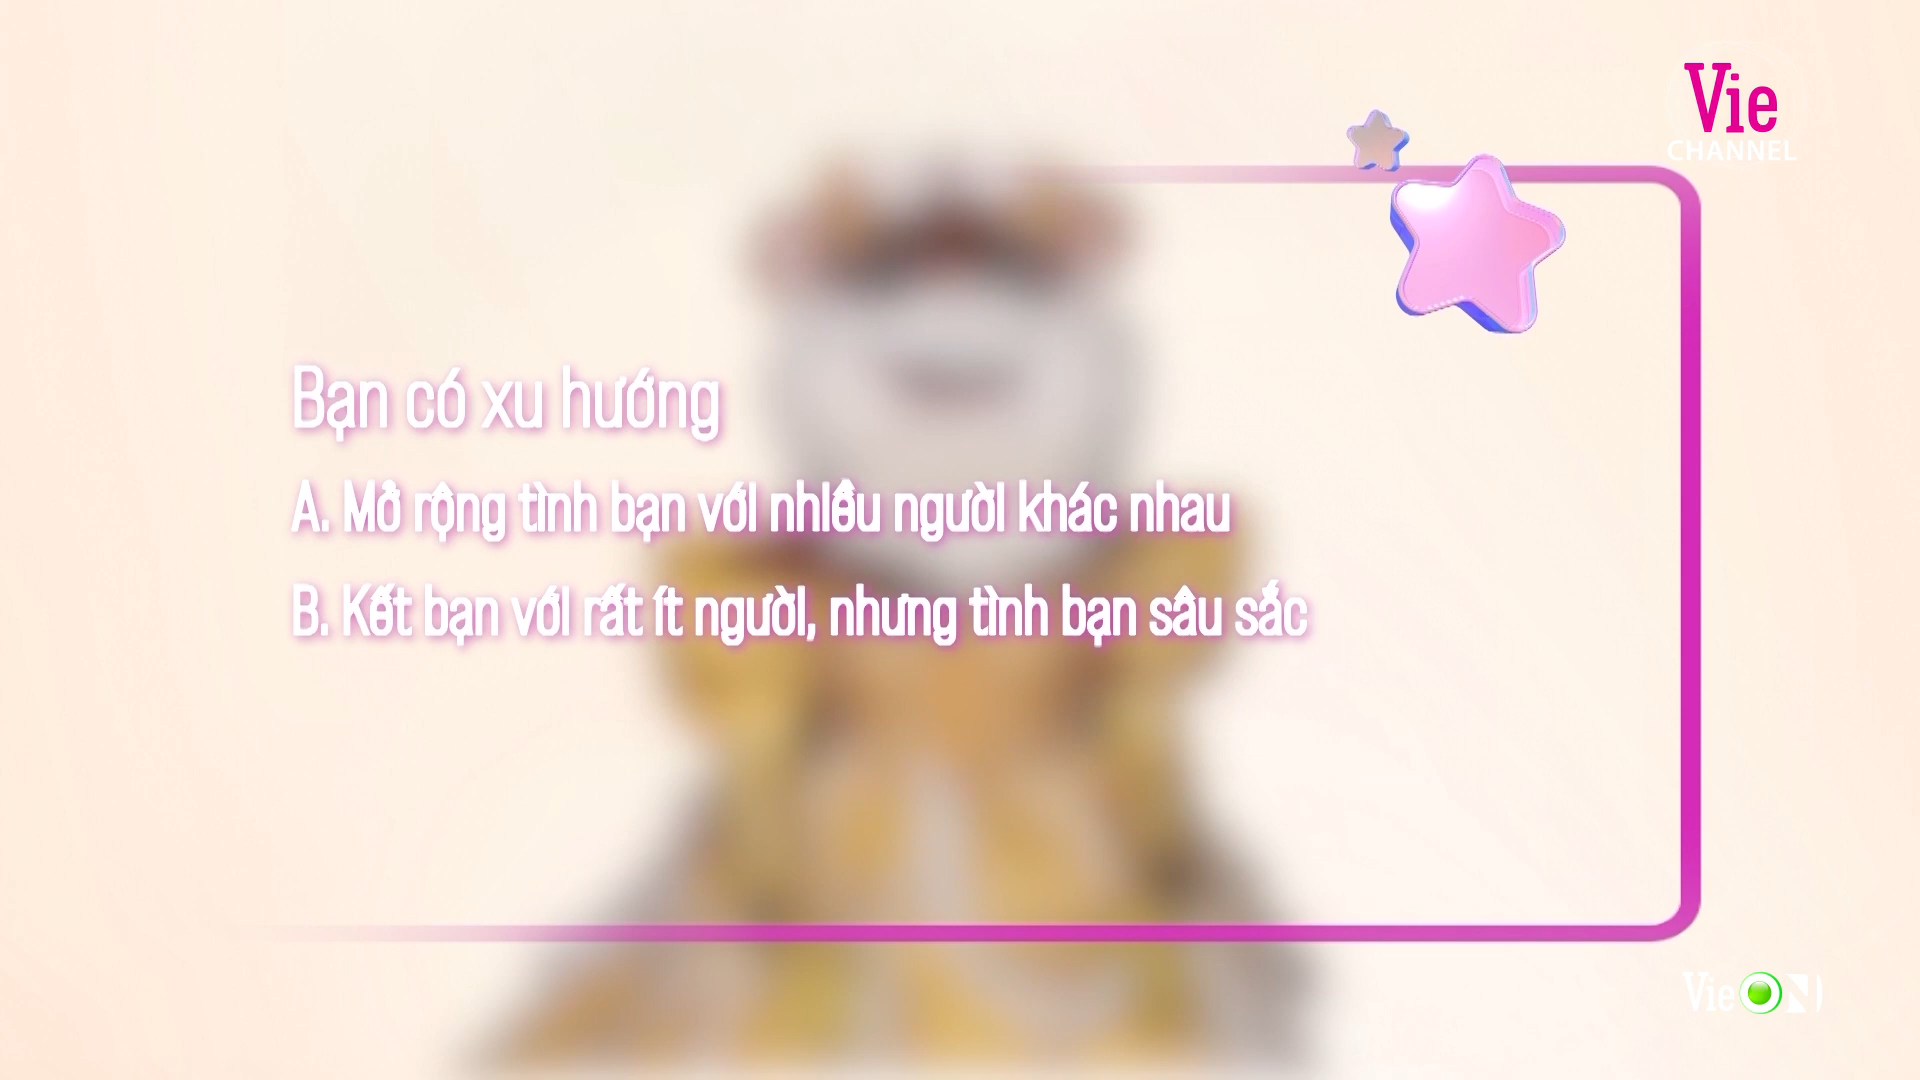 Vie
CHANNEL
Bạn có xu hướng
A. Mở rộng tình bạn với nhiều người khác nhau
B. Kết bạn với rất ít người, nhưng tình bạn sâu sắc
VieON